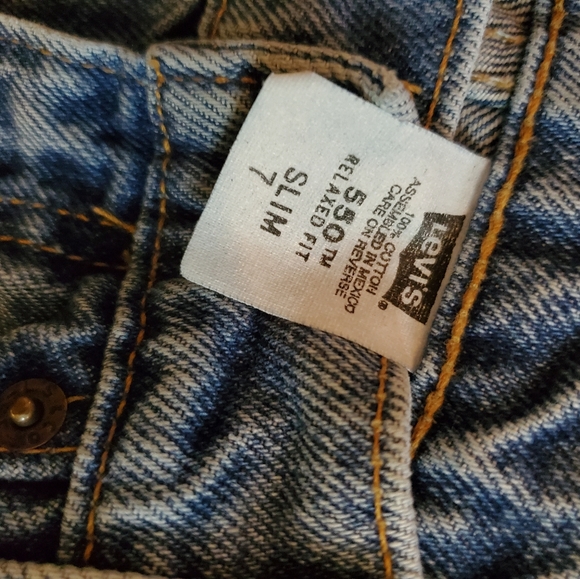 Levi's®
100% COTTON
ASSEMBLED IN MEXICO
CARE ON REVERSE
550™
RELAXED FIT
SLIM
7